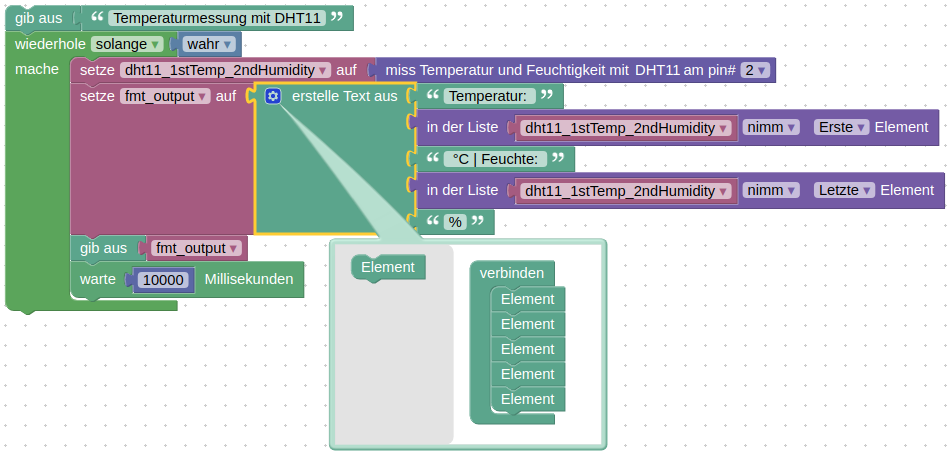 gib aus “ Temperaturmessung mit DHT11 ”
wiederhole solange ▾ wahr ▾
mache setze dht11_1stTemp_2ndHumidity ▾ auf miss Temperatur und Feuchtigkeit mit DHT11 am pin# 2 ▾
setze fmt_output ▾ auf erstelle Text aus “ Temperatur: ”
in der Liste dht11_1stTemp_2ndHumidity ▾ nimm ▾ Erste ▾ Element
“ °C | Feuchte: ”
in der Liste dht11_1stTemp_2ndHumidity ▾ nimm ▾ Letzte ▾ Element
“ % ”
gib aus fmt_output ▾
warte 10000 Millisekunden
Element
verbinden
Element
Element
Element
Element
Element